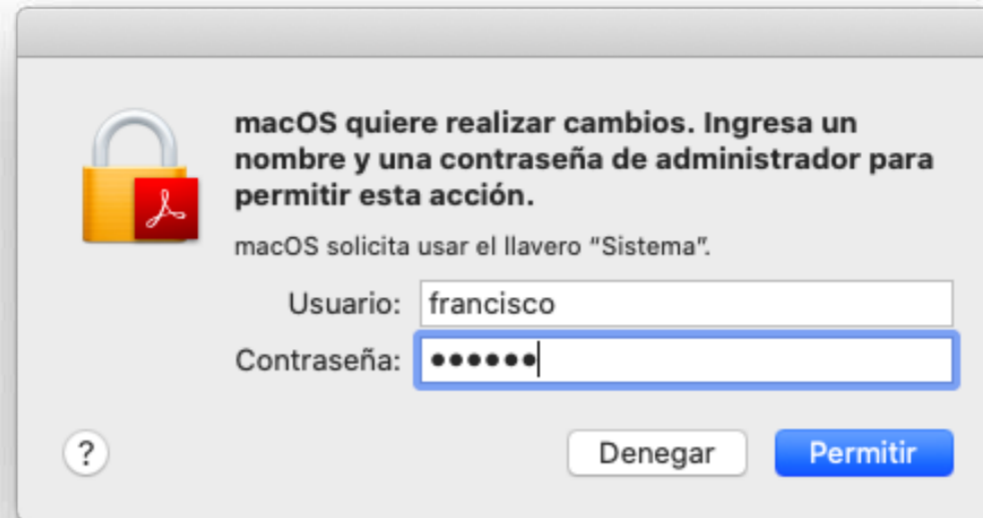 macOS quiere realizar cambios. Ingresa un
nombre y una contraseña de administrador para
permitir esta acción.
macOS solicita usar el llavero “Sistema”.
Usuario: francisco
Contraseña: ••••••
? Denegar Permitir